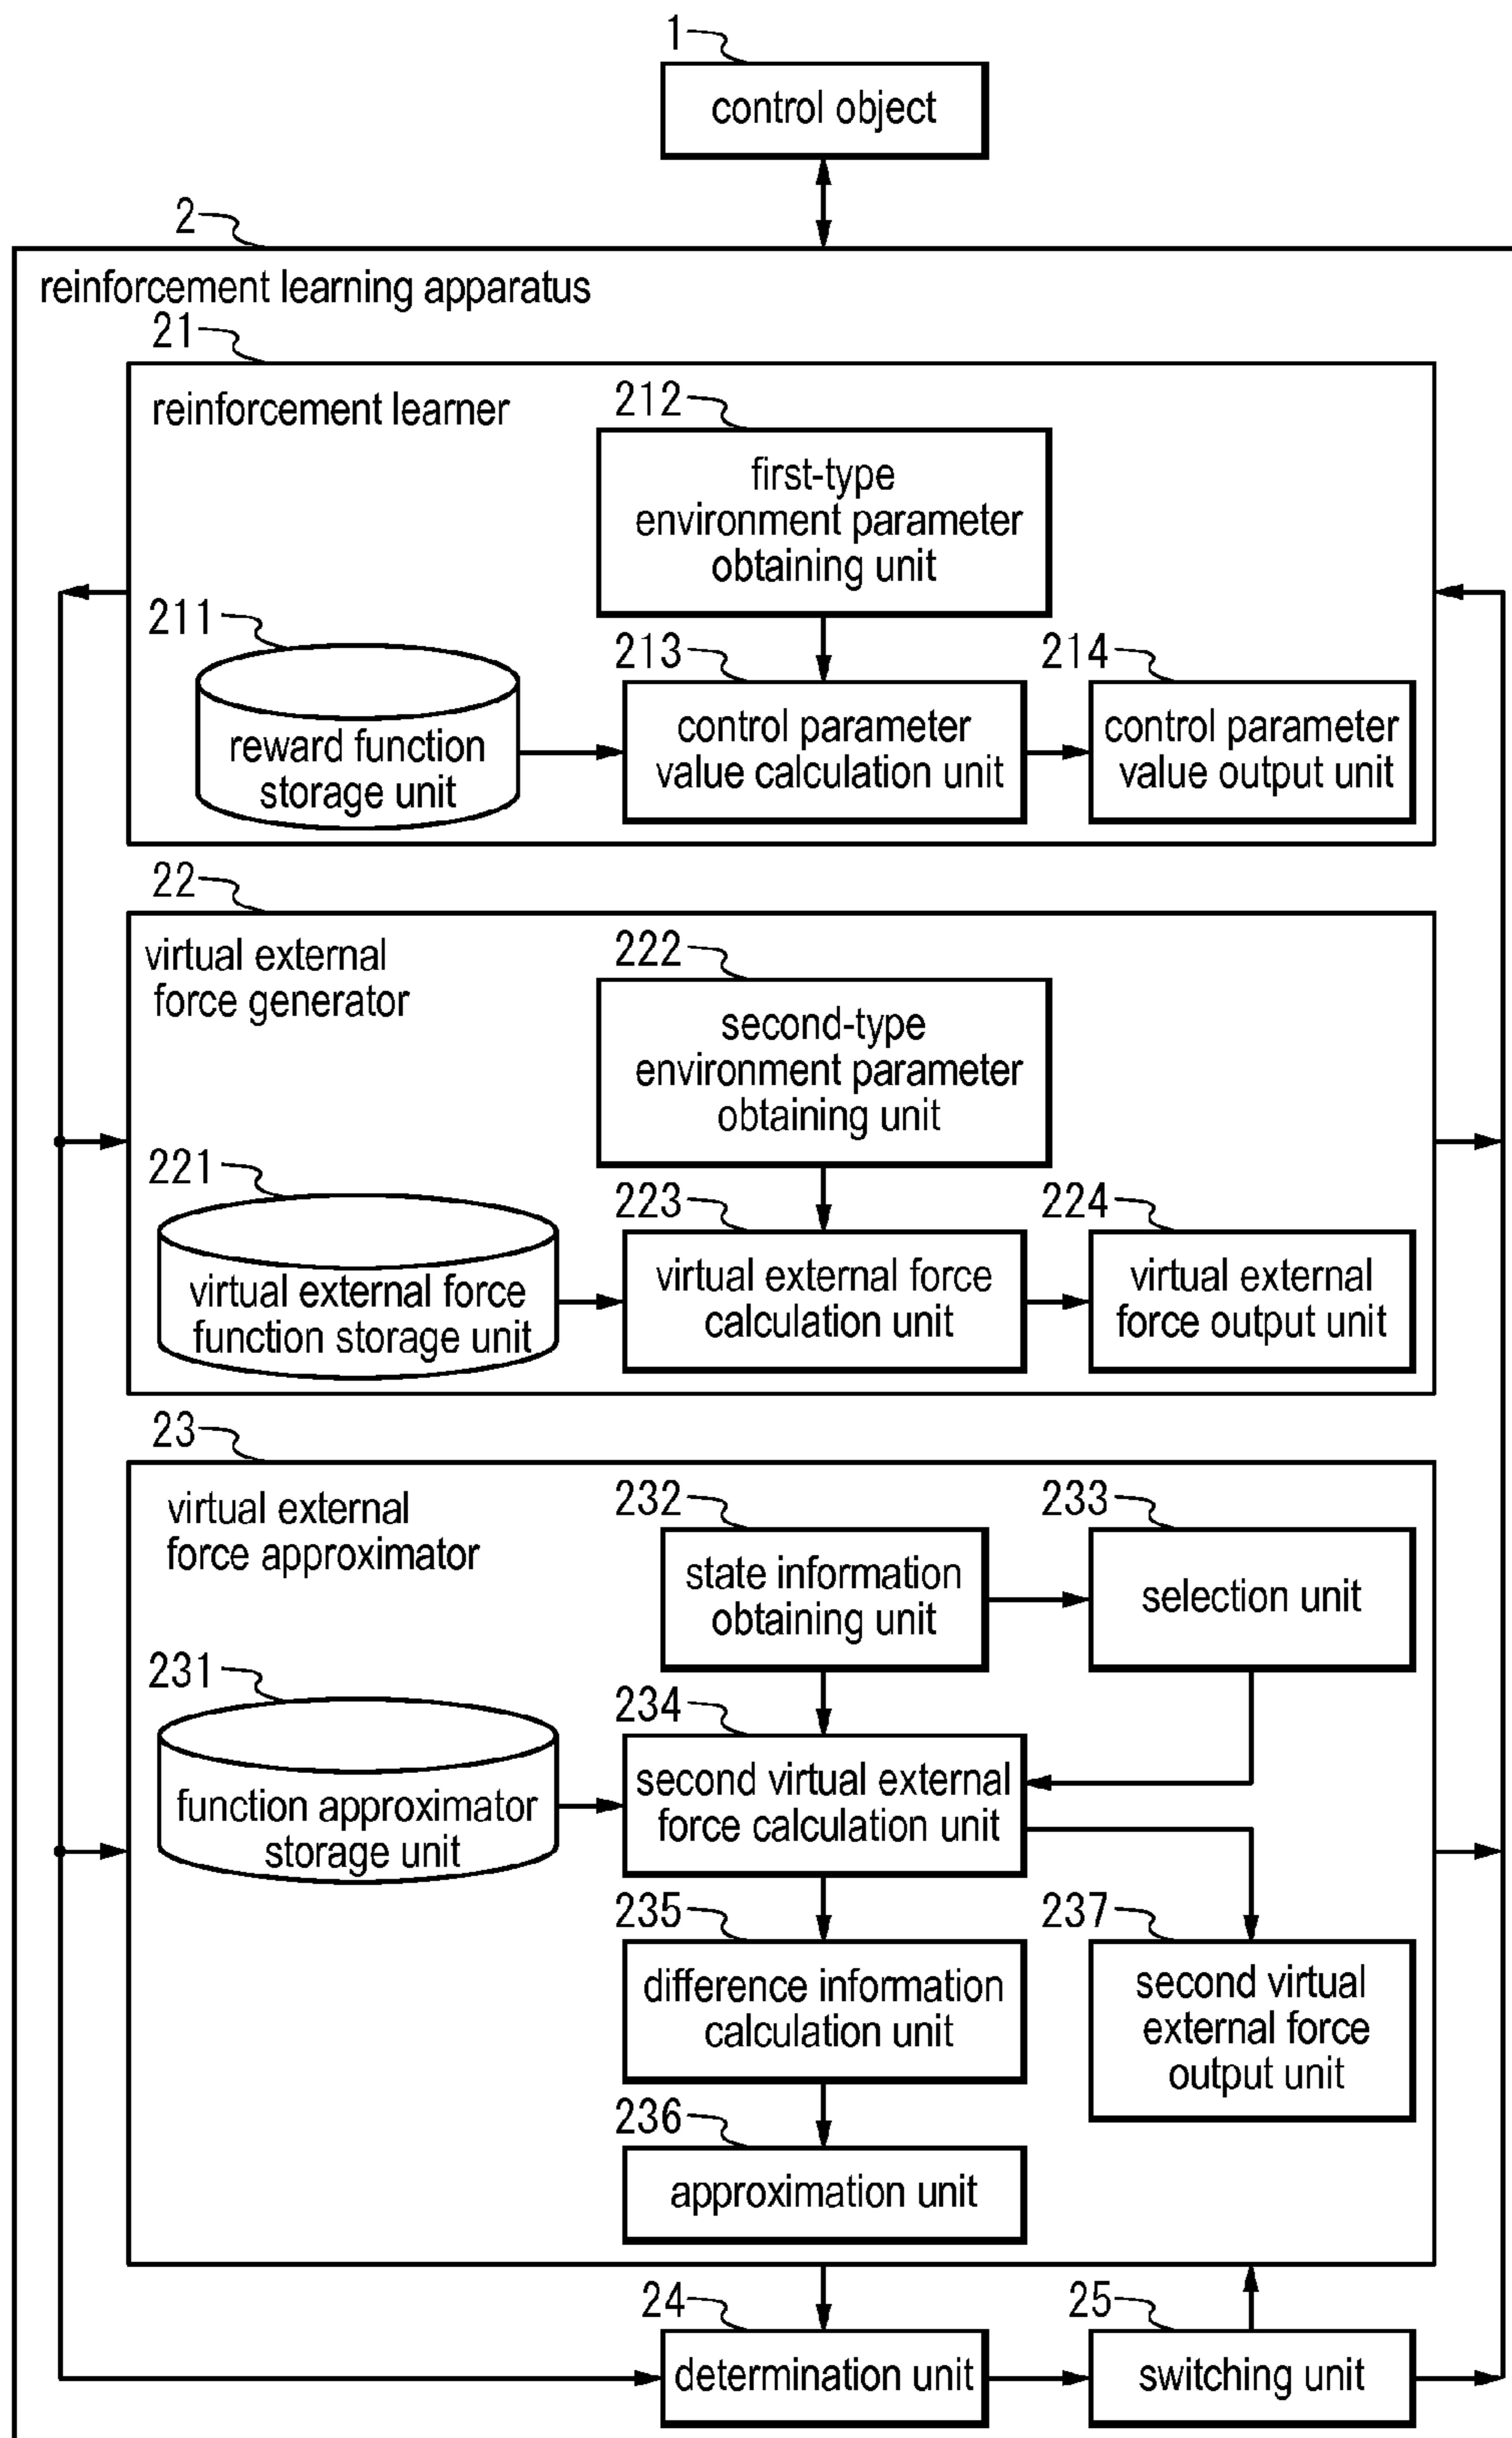 1
control object
2
reinforcement learning apparatus
21
reinforcement learner
212
first-type
environment parameter
obtaining unit
211
reward function
storage unit
213
control parameter
value calculation unit
214
control parameter
value output unit
22
virtual external
force generator
222
second-type
environment parameter
obtaining unit
221
virtual external force
function storage unit
223
virtual external force
calculation unit
224
virtual external
force output unit
23
virtual external
force approximator
232
state information
obtaining unit
233
selection unit
231
function approximator
storage unit
234
second virtual external
force calculation unit
235
difference information
calculation unit
237
second virtual
external force
output unit
236
approximation unit
24
determination unit
25
switching unit